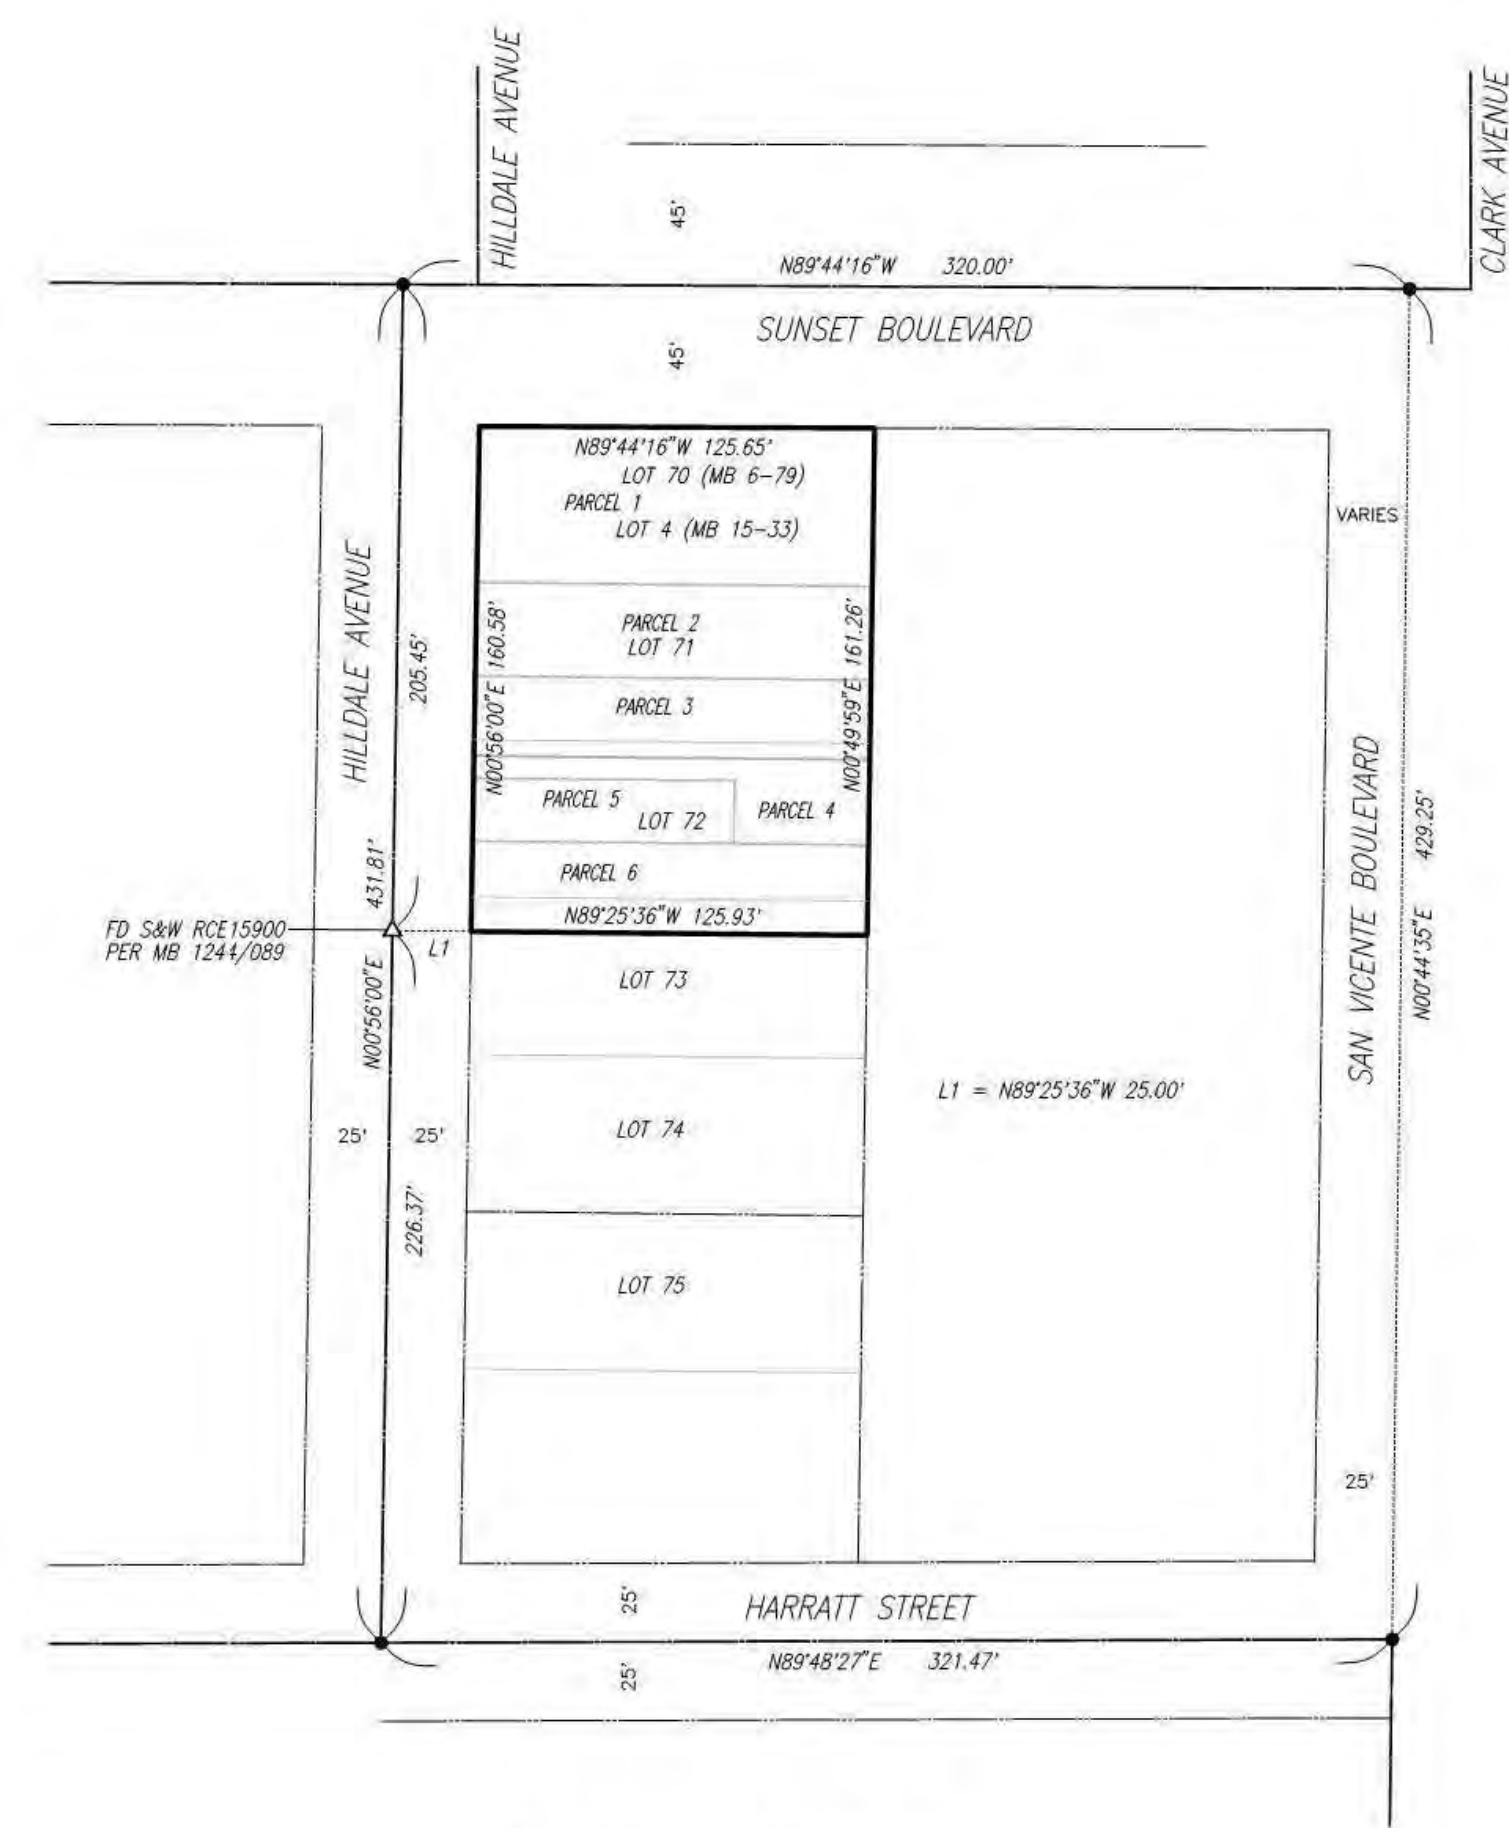 HILLDALE AVENUE
CLARK AVENUE
45'
N89°44'16"W 320.00'
SUNSET BOULEVARD
45'
N89°44'16"W 125.65'
LOT 70 (MB 6-79)
PARCEL 1
LOT 4 (MB 15-33)
VARIES
HILLDALE AVENUE
205.45'
N00°56'00"E 160.58'
PARCEL 2
LOT 71
N00°49'59"E 161.26'
PARCEL 3
PARCEL 5
LOT 72
PARCEL 4
PARCEL 6
N89°25'36"W 125.93'
431.81'
FD S&W RCE15900
PER MB 1244/089
L1
N00°56'00"E
LOT 73
SAN VICENTE BOULEVARD
N00°44'35"E 429.25'
L1 = N89°25'36"W 25.00'
25'
25'
LOT 74
226.37'
LOT 75
25'
25'
HARRATT STREET
25'
N89°48'27"E 321.47'